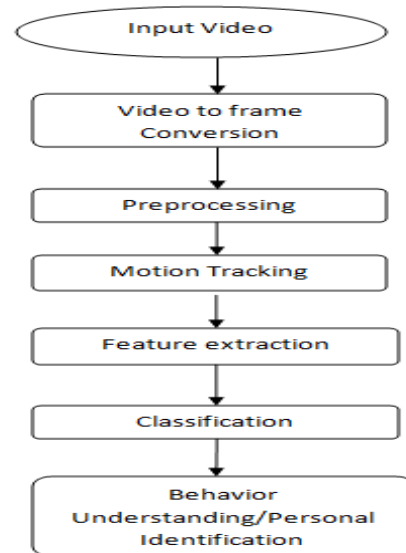 Input Video
Video to frame
Conversion
Preprocessing
Motion Tracking
Feature extraction
Classification
Behavior
Understanding/Personal
Identification